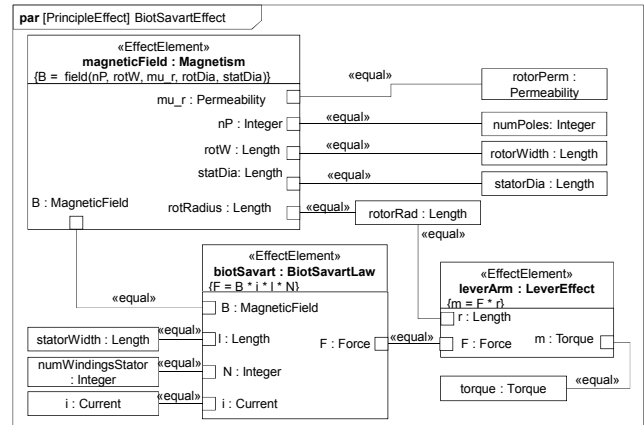 par [PrincipleEffect] BiotSavartEffect
«EffectElement»
magneticField : Magnetism
{B = field(nP, rotW, mu_r, rotDia, statDia)}
mu_r : Permeability
«equal»
rotorPerm :
Permeability
nP : Integer
«equal»
numPoles: Integer
rotW : Length
«equal»
rotorWidth : Length
statDia: Length
«equal»
statorDia : Length
B : MagneticField
rotRadius : Length
«equal»
rotorRad : Length
«equal»
«EffectElement»
biotSavart : BiotSavartLaw
{F = B * i * l * N}
«equal»
B : MagneticField
statorWidth : Length
«equal»
l : Length
F : Force
«equal»
numWindingsStator
: Integer
«equal»
N : Integer
i : Current
«equal»
i : Current
«EffectElement»
leverArm : LeverEffect
{m = F * r}
r : Length
F : Force
m : Torque
torque : Torque
«equal»